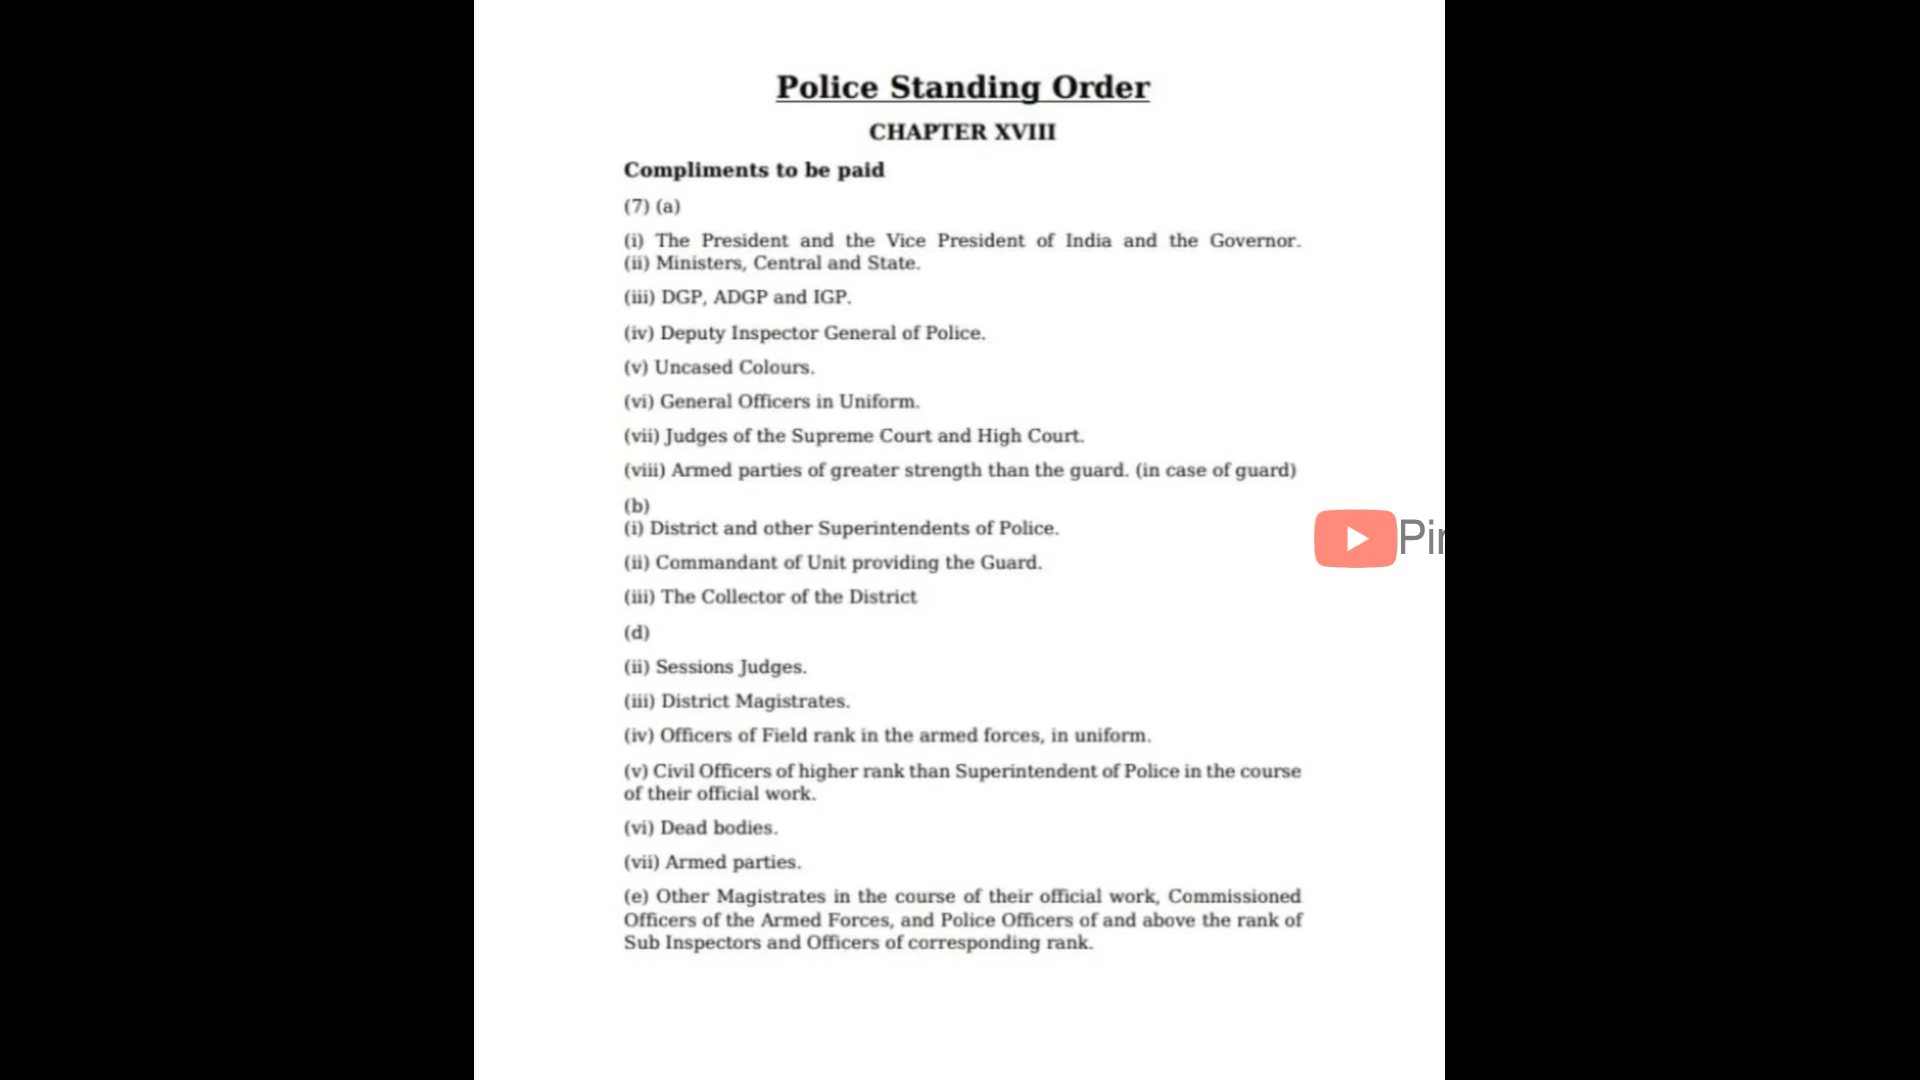 Police Standing Order
CHAPTER XVIII
Compliments to be paid
(7) (a)
(i) The President and the Vice President of India and the Governor.
(ii) Ministers, Central and State.
(iii) DGP, ADGP and IGP.
(iv) Deputy Inspector General of Police.
(v) Uncased Colours.
(vi) General Officers in Uniform.
(vii) Judges of the Supreme Court and High Court.
(viii) Armed parties of greater strength than the guard. (in case of guard)
(b)
(i) District and other Superintendents of Police.
(ii) Commandant of Unit providing the Guard.
(iii) The Collector of the District
(d)
(ii) Sessions Judges.
(iii) District Magistrates.
(iv) Officers of Field rank in the armed forces, in uniform.
(v) Civil Officers of higher rank than Superintendent of Police in the course
of their official work.
(vi) Dead bodies.
(vii) Armed parties.
(e) Other Magistrates in the course of their official work, Commissioned
Officers of the Armed Forces, and Police Officers of and above the rank of
Sub Inspectors and Officers of corresponding rank.